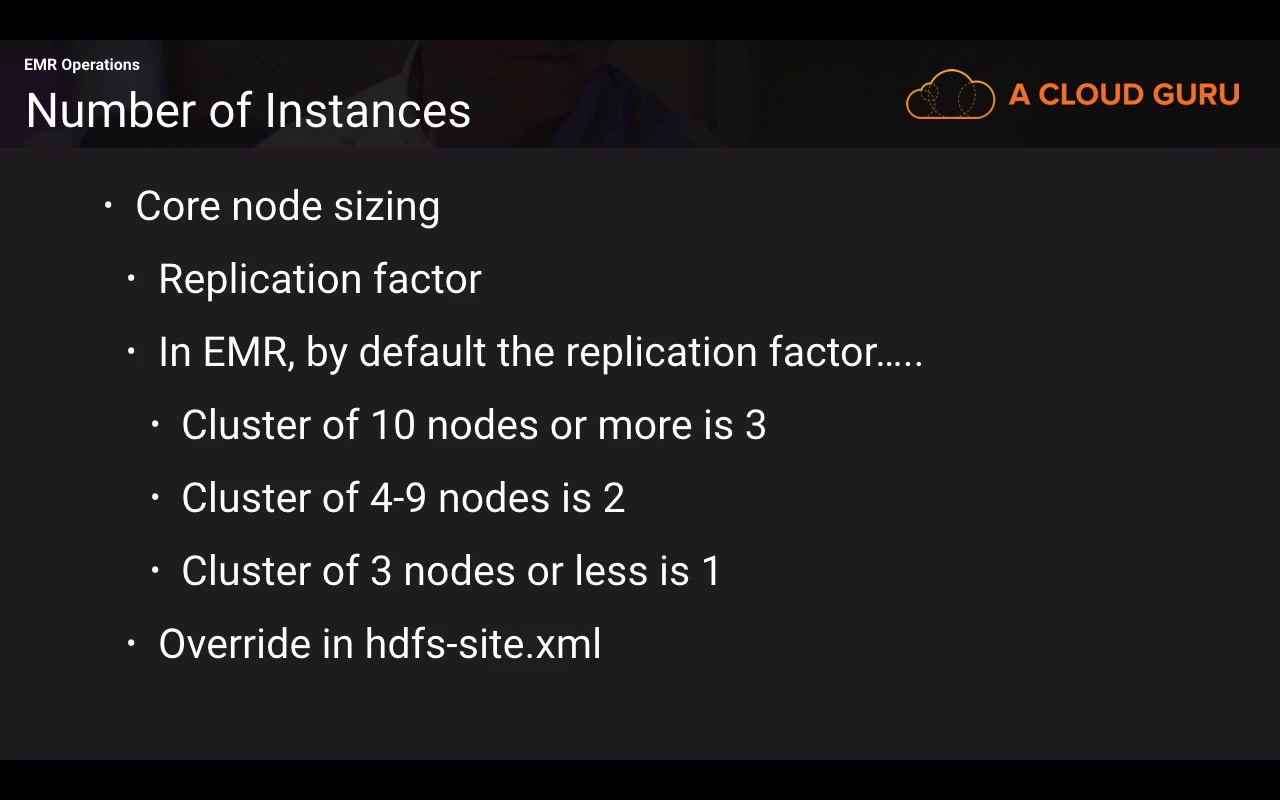 EMR Operations
Number of Instances
A CLOUD GURU
• Core node sizing
• Replication factor
• In EMR, by default the replication factor…..
• Cluster of 10 nodes or more is 3
• Cluster of 4-9 nodes is 2
• Cluster of 3 nodes or less is 1
• Override in hdfs-site.xml